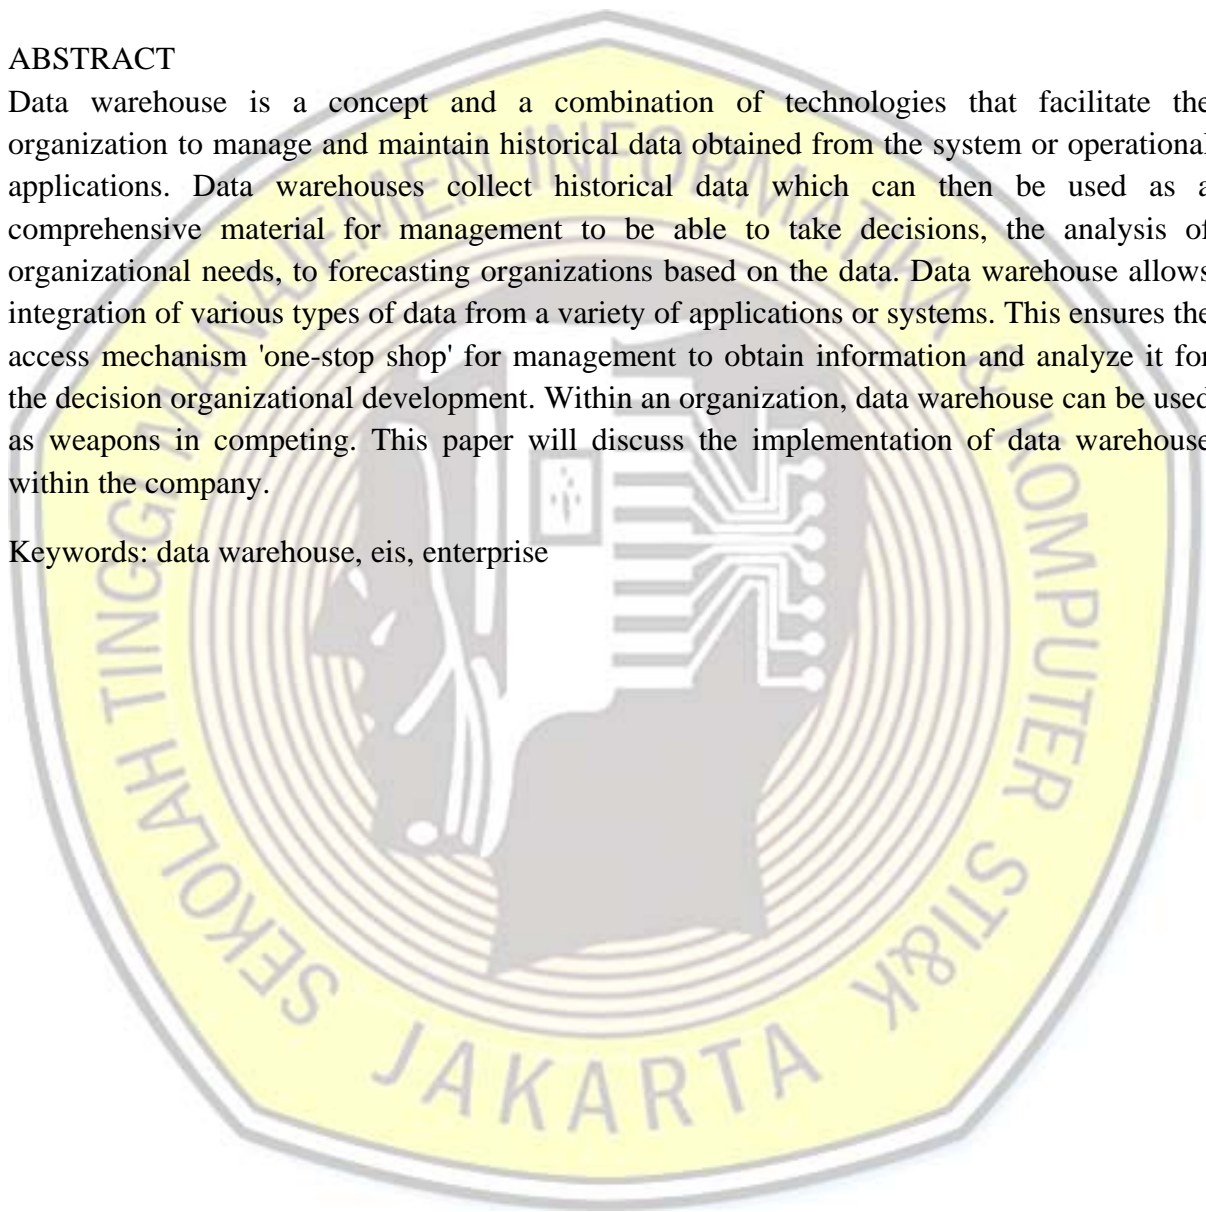 ABSTRACT
Data warehouse is a concept and a combination of technologies that facilitate the
organization to manage and maintain historical data obtained from the system or operational
applications. Data warehouses collect historical data which can then be used as a
comprehensive material for management to be able to take decisions, the analysis of
organizational needs, to forecasting organizations based on the data. Data warehouse allows
integration of various types of data from a variety of applications or systems. This ensures the
access mechanism 'one-stop shop' for management to obtain information and analyze it for
the decision organizational development. Within an organization, data warehouse can be used
as weapons in competing. This paper will discuss the implementation of data warehouse
within the company.
Keywords: data warehouse, eis, enterprise
SEKOLAH TINGGI MANAJEMEN INFORMATIKA & KOMPUTER STI&K
JAKARTA